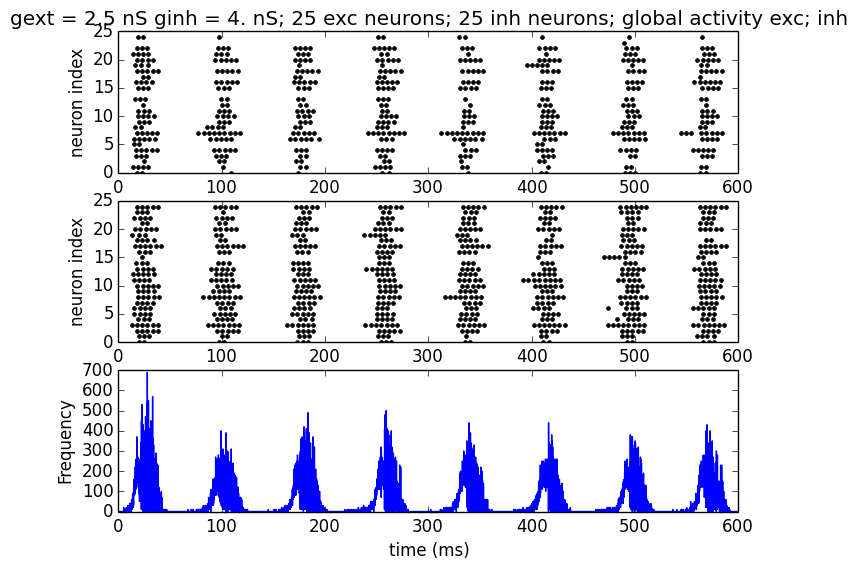 gext = 2.5 nS ginh = 4. nS; 25 exc neurons; 25 inh neurons; global activity exc; inh
25
20
15
10
5
0
neuron index
0 100 200 300 400 500 600
25
20
15
10
5
0
neuron index
0 100 200 300 400 500 600
700
600
500
400
300
200
100
0
Frequency
0 100 200 300 400 500 600
time (ms)